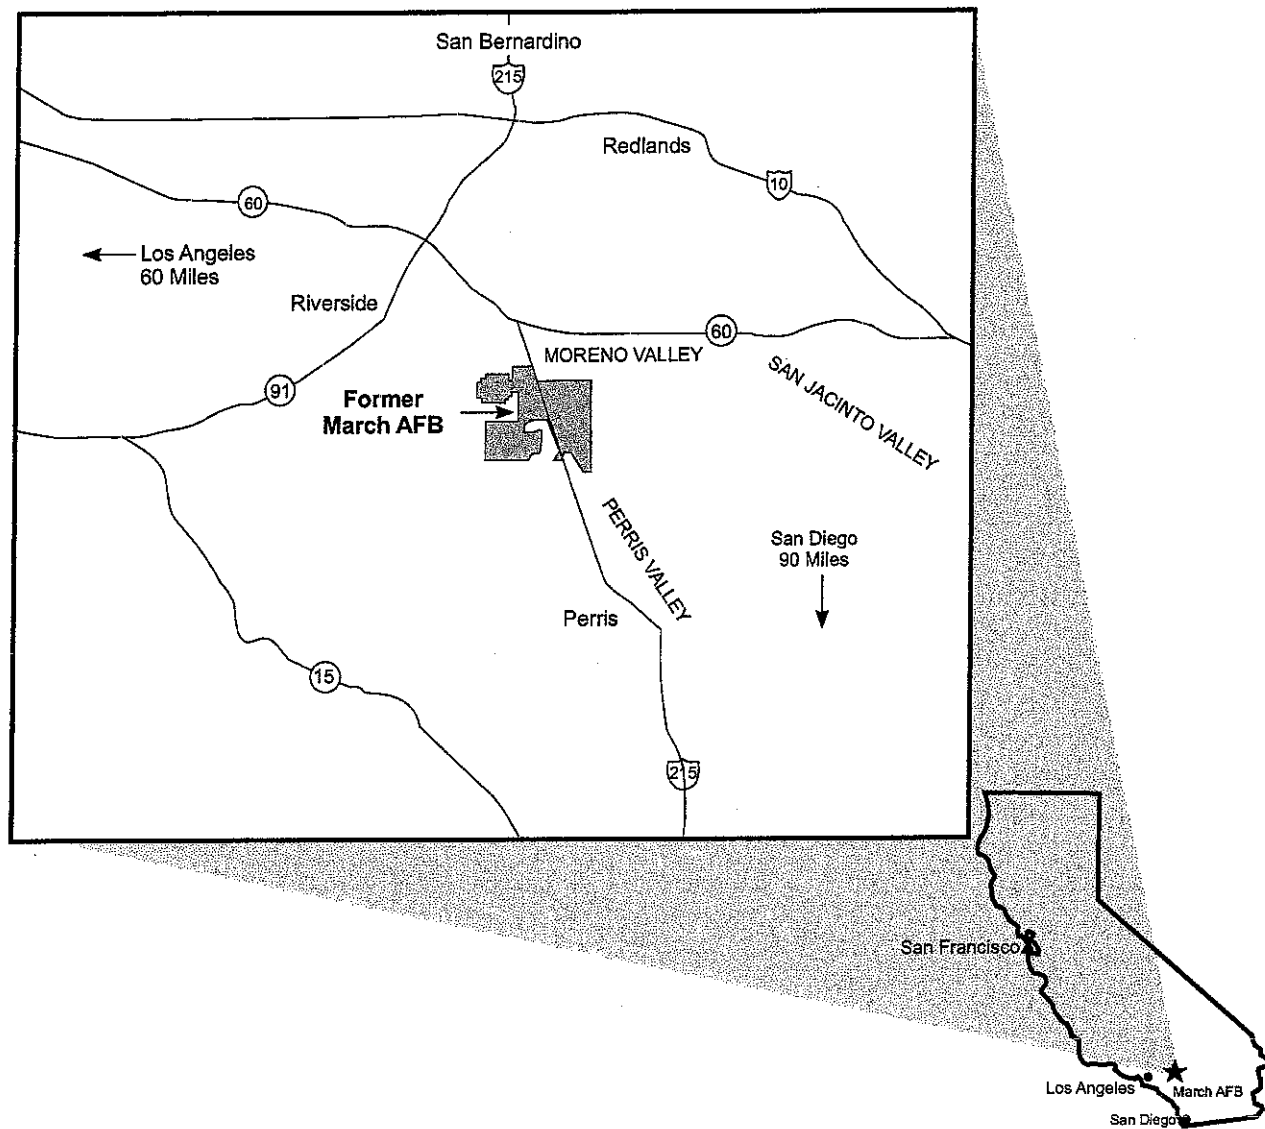 San Bernardino
215
Redlands
10
60
Los Angeles
60 Miles
Riverside
60
MORENO VALLEY
SAN JACINTO VALLEY
91
Former
March AFB
PERRIS VALLEY
San Diego
90 Miles
Perris
15
215
San Francisco
Los Angeles
March AFB
San Diego